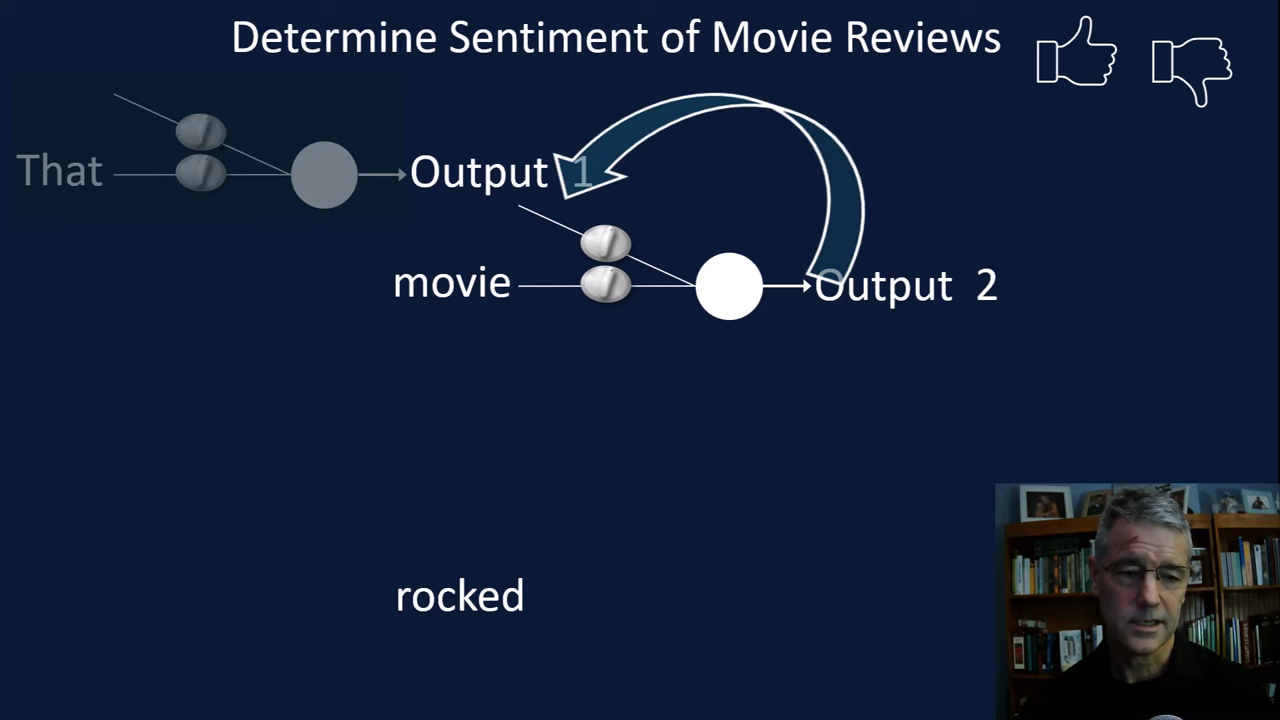 Determine Sentiment of Movie Reviews
That
Output 1
movie
Output 2
rocked